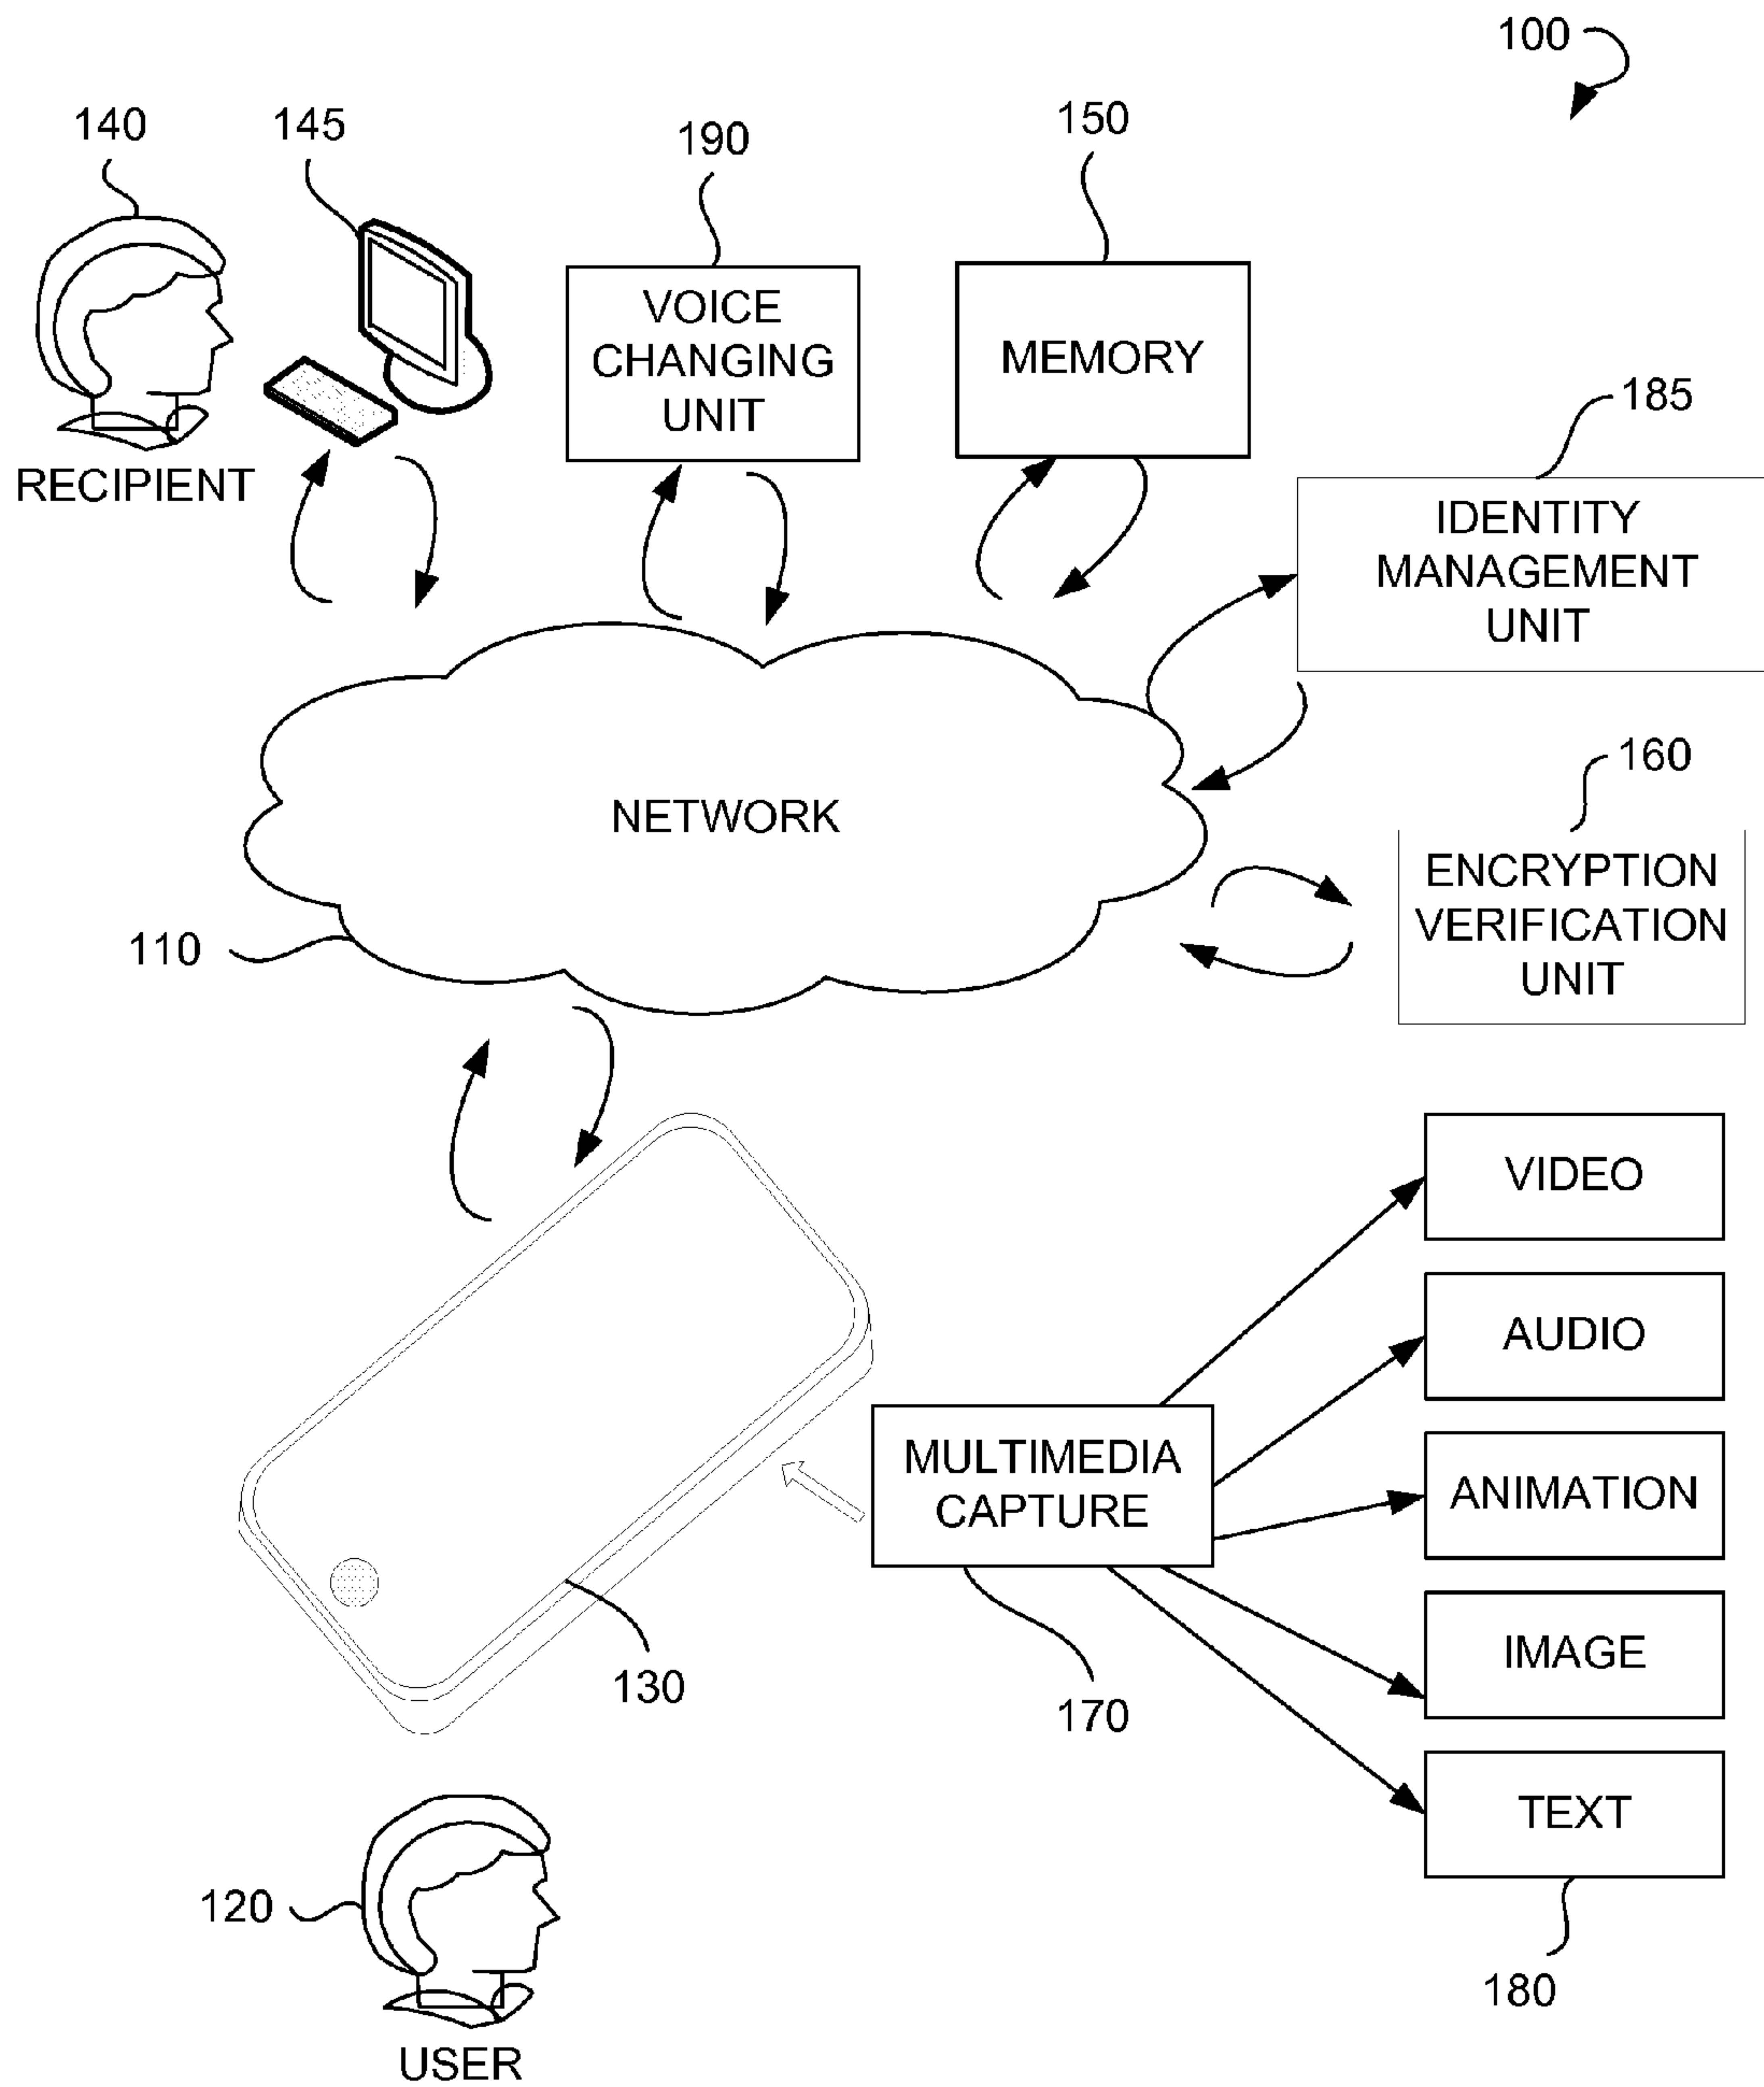 100
140
145
190
150
VOICE
CHANGING
UNIT
MEMORY
185
RECIPIENT
IDENTITY
MANAGEMENT
UNIT
160
NETWORK
ENCRYPTION
VERIFICATION
UNIT
110
VIDEO
AUDIO
MULTIMEDIA
CAPTURE
ANIMATION
IMAGE
130
170
TEXT
120
180
USER